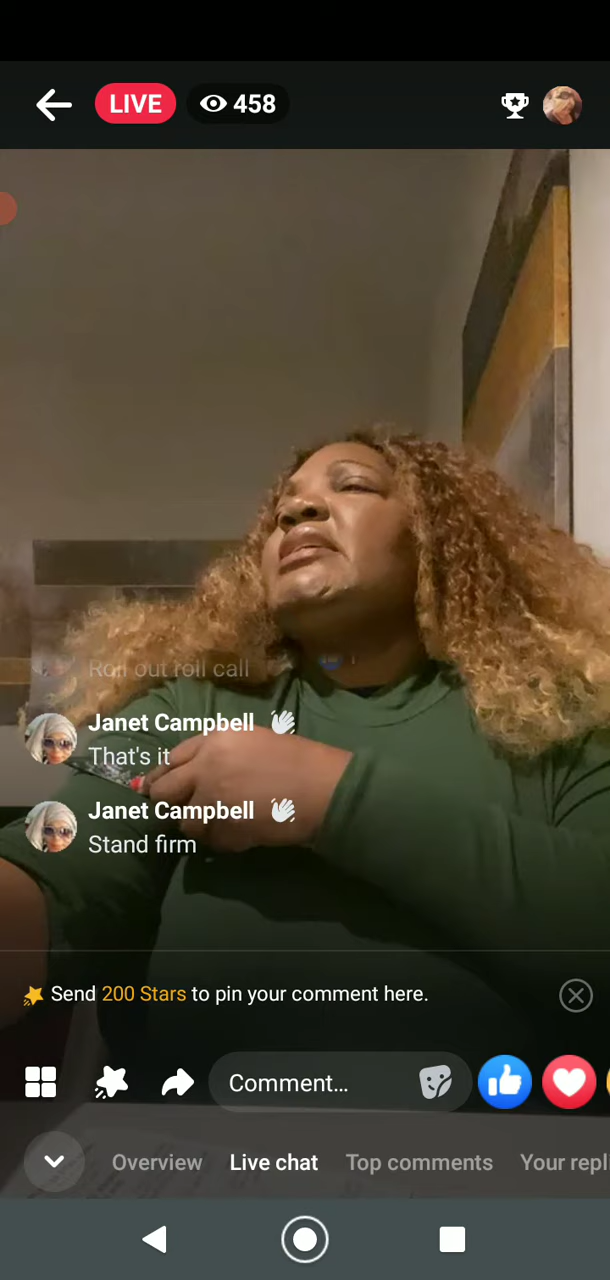 LIVE
458
Roll out roll call
1
Janet Campbell
That's it
Janet Campbell
Stand firm
Send 200 Stars to pin your comment here.
Comment...
Overview Live chat Top comments Your repl